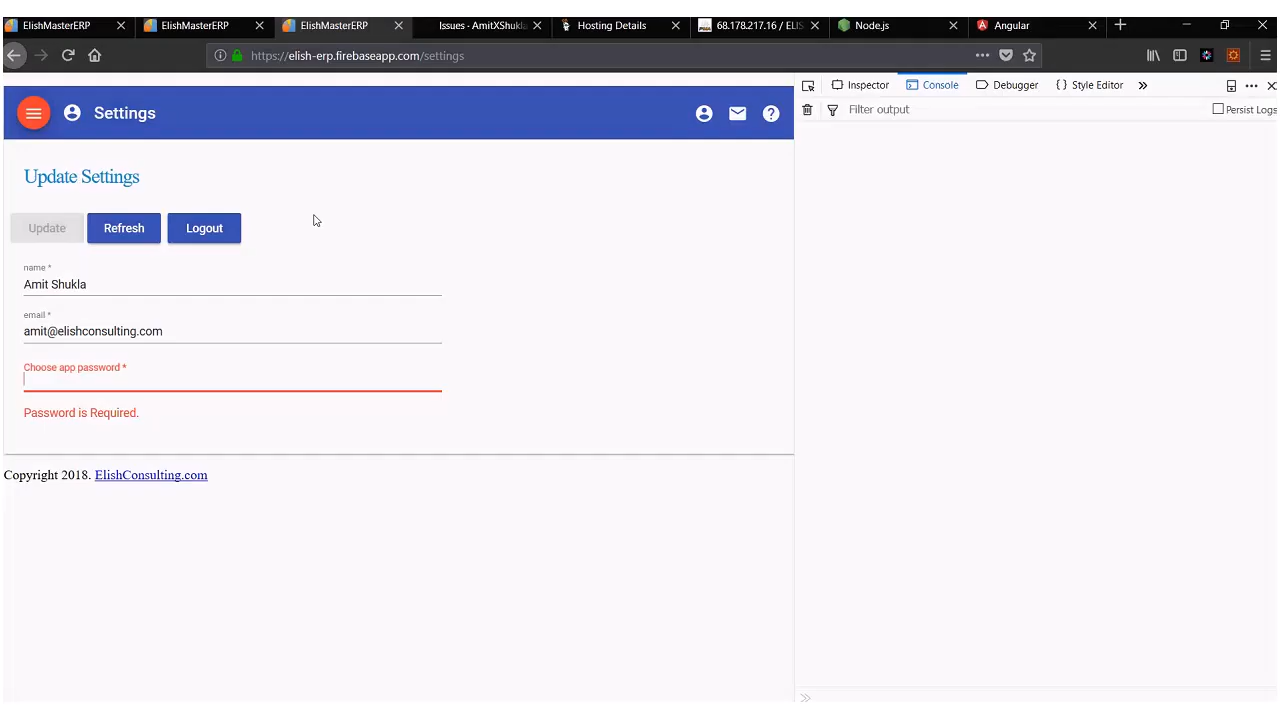 ElishMasterERP
ElishMasterERP
ElishMasterERP
Issues - AmitXShukla
Hosting Details
68.178.217.16 / ELIS
Node.js
Angular
https://elish-erp.firebaseapp.com/settings
Settings
Inspector
Console
Debugger
{ } Style Editor
Filter output
Persist Logs
Update Settings
Update
Refresh
Logout
name *
Amit Shukla
email *
amit@elishconsulting.com
Choose app password *
Password is Required.
Copyright 2018. ElishConsulting.com